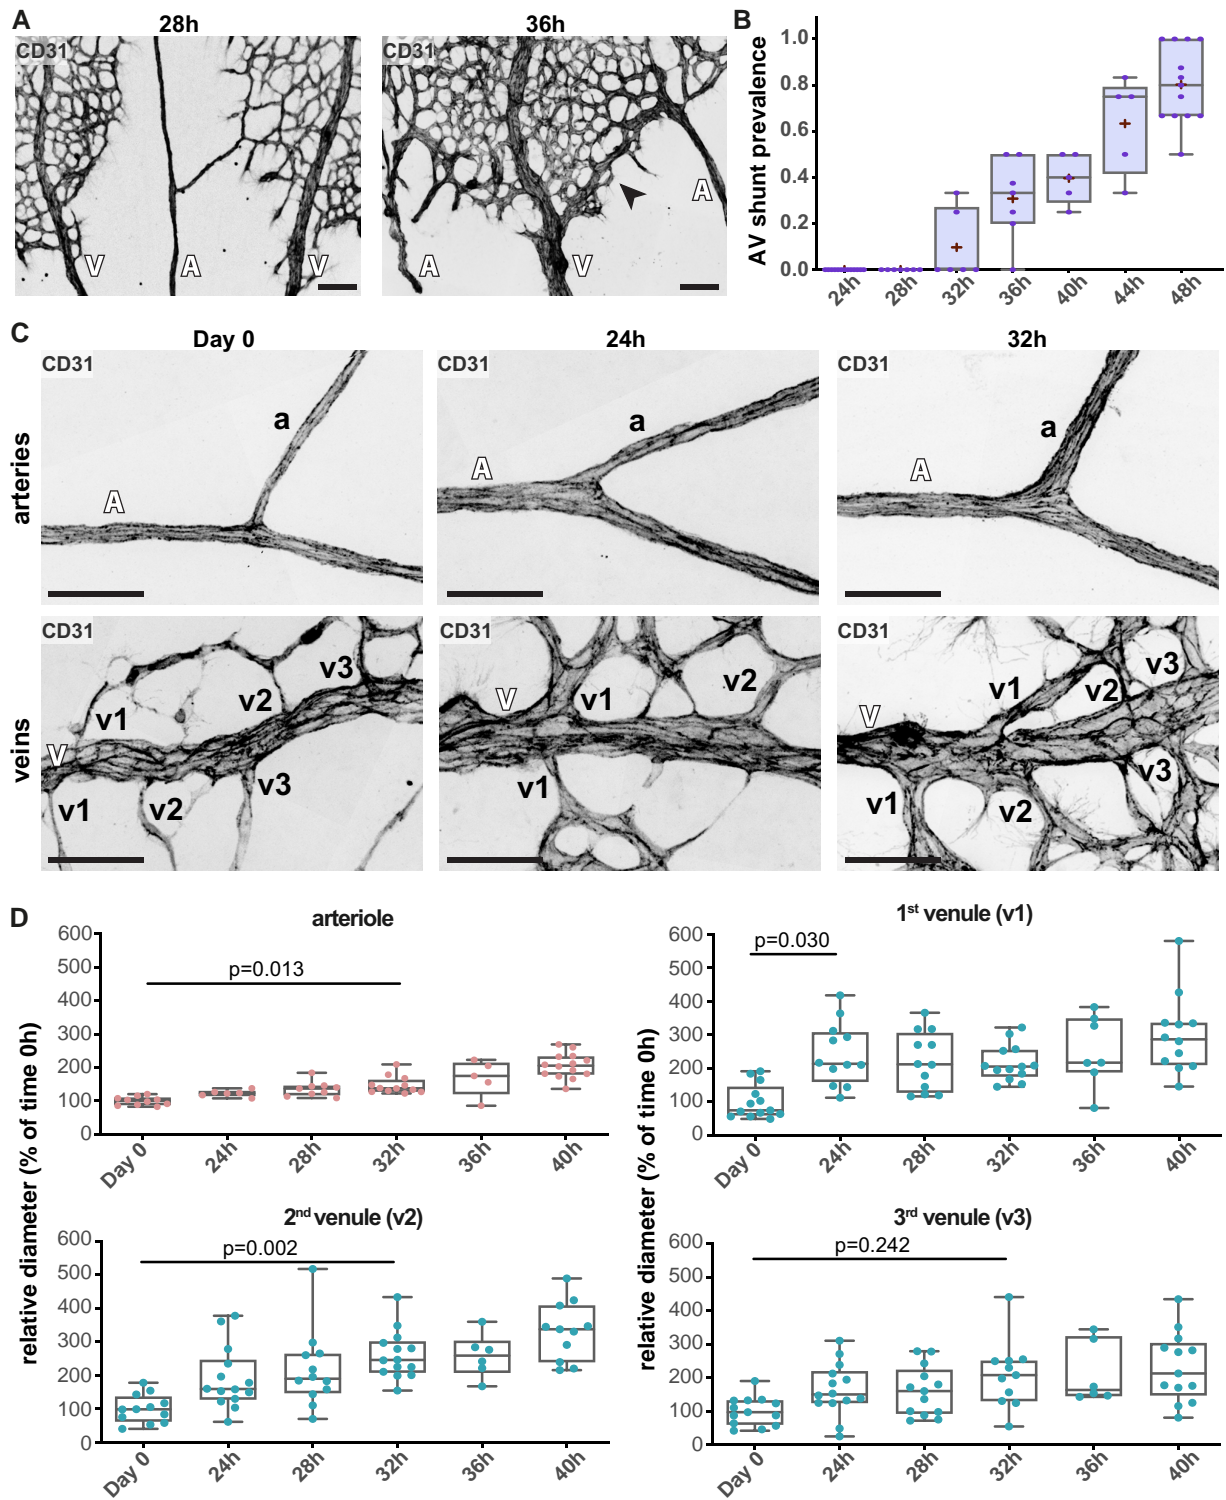 A
28h
36h
CD31
CD31
V
A
V
A
V
A
B
AV shunt prevalence
1.0
0.8
0.6
0.4
0.2
0.0
24h
28h
32h
36h
40h
44h
48h
C
Day 0
24h
32h
arteries
CD31
A
a
CD31
A
a
CD31
A
a
veins
CD31
V
v1
v2
v3
v1
v2
v3
CD31
V
v1
v2
v1
CD31
V
v1
v2
v3
v1
v2
v3
D
relative diameter (% of time 0h)
arteriole
600
500
400
300
200
100
0
p=0.013
Day 0
24h
28h
32h
36h
40h
relative diameter (% of time 0h)
1st venule (v1)
600
500
400
300
200
100
0
p=0.030
Day 0
24h
28h
32h
36h
40h
2nd venule (v2)
600
500
400
300
200
100
0
p=0.002
Day 0
24h
28h
32h
36h
40h
3rd venule (v3)
600
500
400
300
200
100
0
p=0.242
Day 0
24h
28h
32h
36h
40h